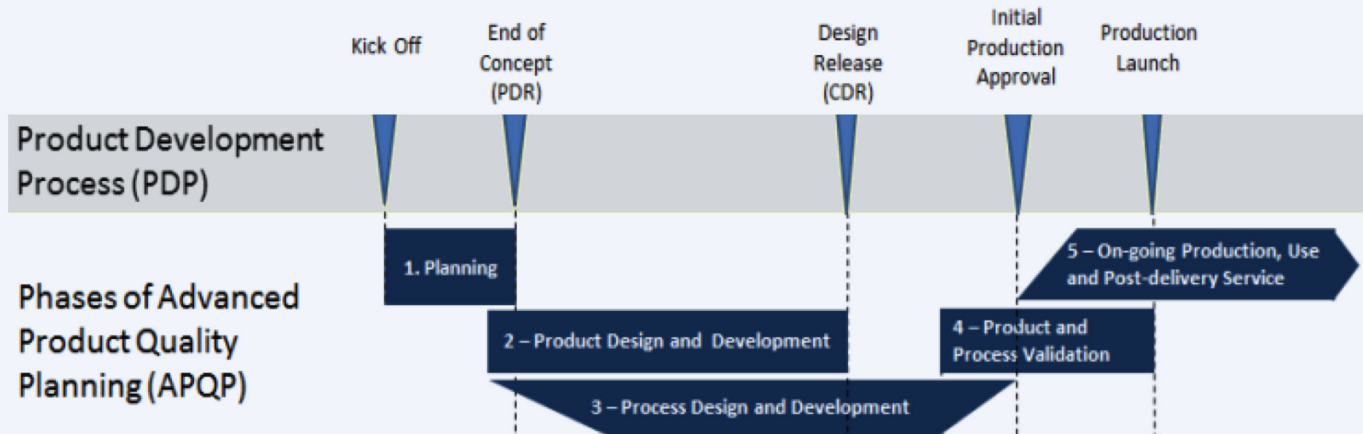 Kick Off
End of
Concept
(PDR)
Design
Release
(CDR)
Initial
Production
Approval
Production
Launch
Product Development
Process (PDP)
Phases of Advanced
Product Quality
Planning (APQP)
1. Planning
2 – Product Design and Development
3 – Process Design and Development
4 – Product and
Process Validation
5 – On-going Production, Use
and Post-delivery Service